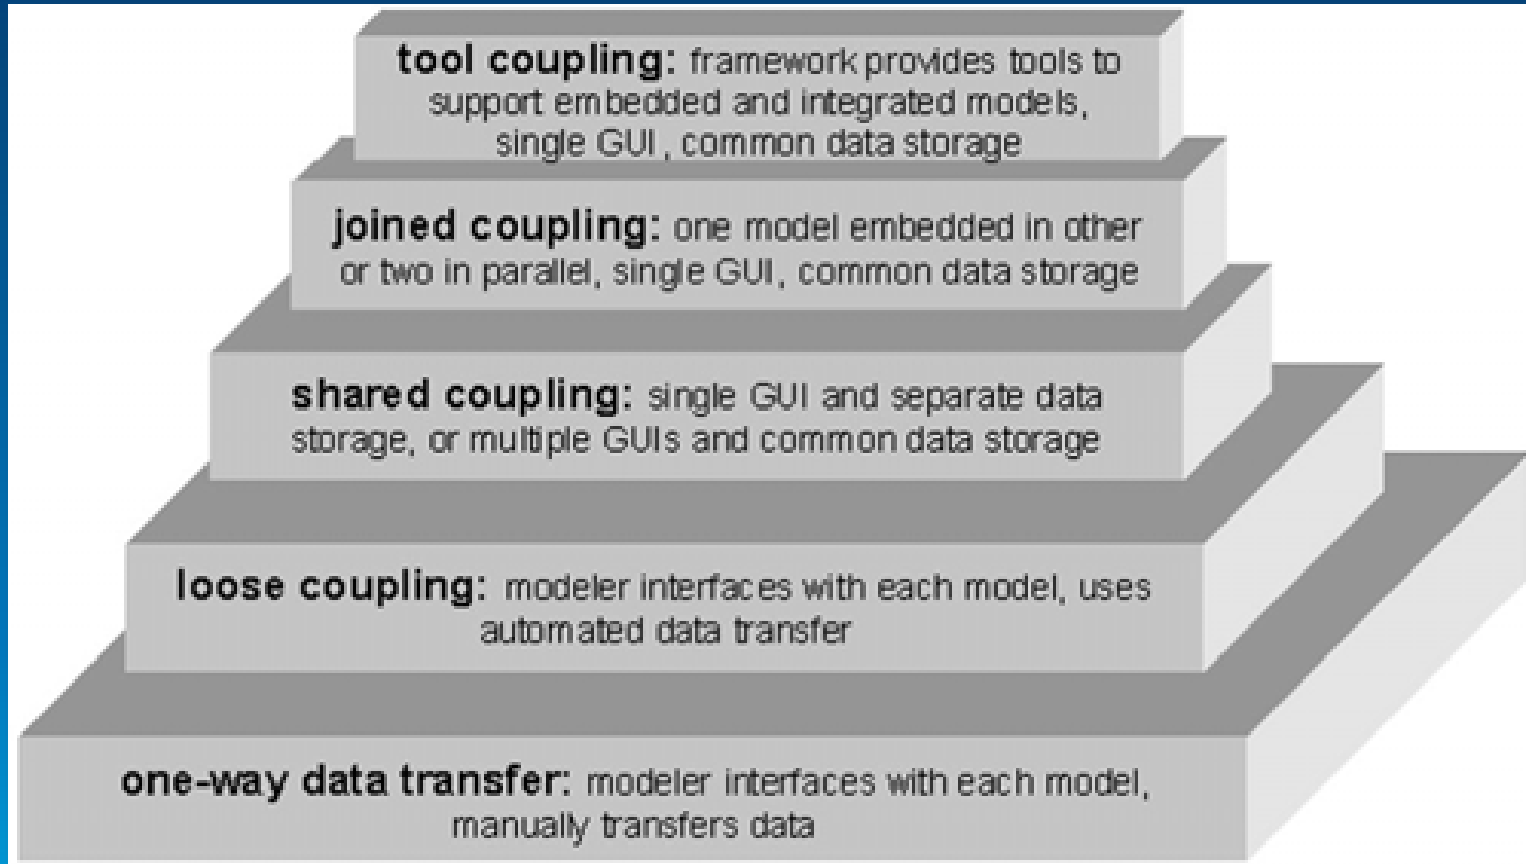 tool coupling: framework provides tools to
support embedded and integrated models,
single GUI, common data storage
joined coupling: one model embedded in other
or two in parallel, single GUI, common data storage
shared coupling: single GUI and separate data
storage, or multiple GUIs and common data storage
loose coupling: modeler interfaces with each model, uses
automated data transfer
one-way data transfer: modeler interfaces with each model,
manually transfers data